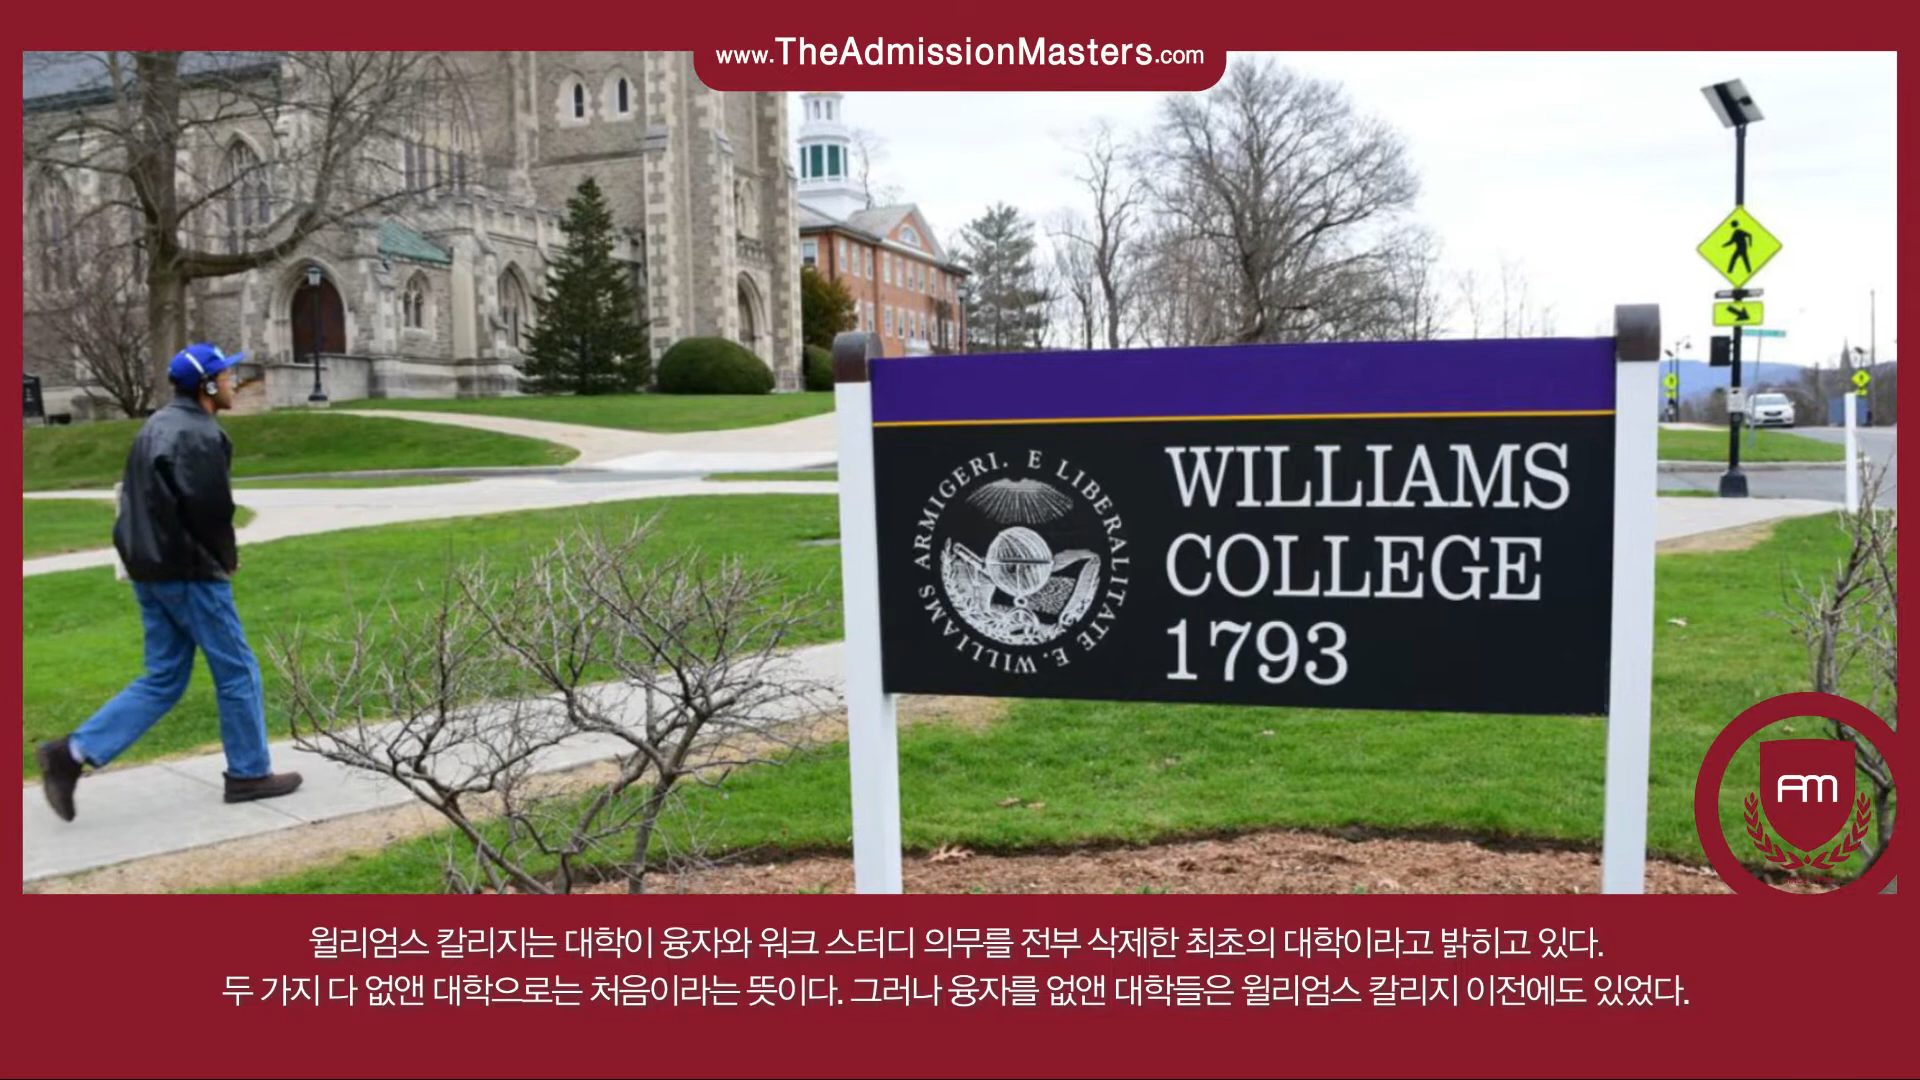 www.TheAdmissionMasters.com
WILLIAMS
COLLEGE
1793
E LIBERALITATE E. WILLIAMS ARMIGERI.
AM
윌리엄스 칼리지는 대학이 융자와 워크 스터디 의무를 전부 삭제한 최초의 대학이라고 밝히고 있다.
두 가지 다 없앤 대학으로는 처음이라는 뜻이다. 그러나 융자를 없앤 대학들은 윌리엄스 칼리지 이전에도 있었다.